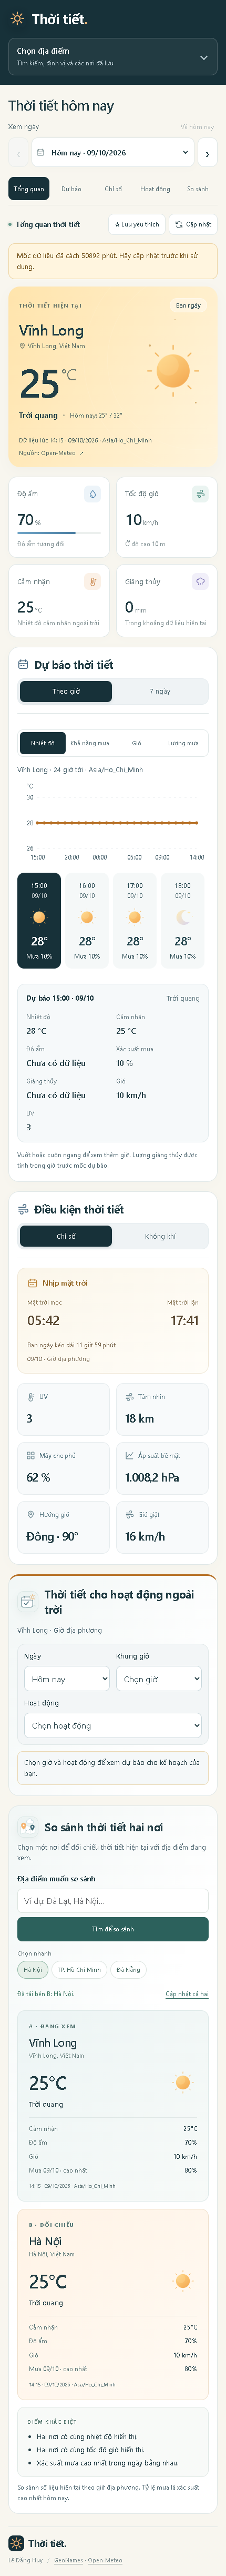 Thời tiết.
Chọn địa điểm
Tìm kiếm, định vị và các nơi đã lưu
Thời tiết hôm nay
Xem ngày
Về hôm nay
Hôm nay · 09/10/2026
Tổng quan
Dự báo
Chỉ số
Hoạt động
So sánh
Tổng quan thời tiết
Lưu yêu thích
Cập nhật
Mốc dữ liệu đã cách 50892 phút. Hãy cập nhật trước khi sử
dụng.
THỜI TIẾT HIỆN TẠI
Ban ngày
Vĩnh Long
Vĩnh Long, Việt Nam
25°C
Trời quang · Hôm nay: 25° / 32°
Dữ liệu lúc 14:15 · 09/10/2026 · Asia/Ho_Chi_Minh
Nguồn: Open-Meteo ↗
Độ ẩm
70 %
Độ ẩm tương đối
Tốc độ gió
10 km/h
Ở độ cao 10 m
Cảm nhận
25 °C
Nhiệt độ cảm nhận ngoài trời
Giáng thủy
0 mm
Trong khoảng dữ liệu hiện tại
Dự báo thời tiết
Theo giờ
7 ngày
Nhiệt độ
Khả năng mưa
Gió
Lượng mưa
Vĩnh Long · 24 giờ tới · Asia/Ho_Chi_Minh
°C
30
28
26
15:00 20:00 00:00 05:00 09:00 14:00
15:00 16:00 17:00 18:00
09/10 09/10 09/10 09/10
28° 28° 28° 28°
Mưa 10% Mưa 10% Mưa 10% Mưa 10%
Dự báo 15:00 · 09/10
Trời quang
Nhiệt độ
28 °C
Cảm nhận
25 °C
Độ ẩm
Chưa có dữ liệu
Xác suất mưa
10 %
Giáng thủy
Chưa có dữ liệu
Gió
10 km/h
UV
3
Vuốt hoặc cuộn ngang để xem thêm giờ. Lượng giáng thủy được
tính trong giờ trước mốc dự báo.
Điều kiện thời tiết
Chỉ số
Không khí
Nhịp mặt trời
Mặt trời mọc
05:42
Mặt trời lặn
17:41
Ban ngày kéo dài 11 giờ 59 phút
09/10 · Giờ địa phương
UV
3
Tầm nhìn
18 km
Mây che phủ
62 %
Áp suất bề mặt
1.008,2 hPa
Hướng gió
Đông · 90°
Gió giật
16 km/h
Thời tiết cho hoạt động ngoài
trời
Vĩnh Long · Giờ địa phương
Ngày
Hôm nay
Khung giờ
Chọn giờ
Hoạt động
Chọn hoạt động
Chọn giờ và hoạt động để xem dự báo cho kế hoạch của
bạn.
So sánh thời tiết hai nơi
Chọn một nơi để đối chiếu thời tiết hiện tại với địa điểm đang
xem.
Địa điểm muốn so sánh
Ví dụ: Đà Lạt, Hà Nội...
Tìm để so sánh
Chọn nhanh
Hà Nội
TP. Hồ Chí Minh
Đà Nẵng
Đã tải bên B: Hà Nội.
Cập nhật cả hai
A · ĐANG XEM
Vĩnh Long
Vĩnh Long, Việt Nam
25°C
Trời quang
Cảm nhận 25°C
Độ ẩm 70%
Gió 10 km/h
Mưa 09/10 · cao nhất 80%
14:15 · 09/10/2026 · Asia/Ho_Chi_Minh
B · ĐỐI CHIẾU
Hà Nội
Hà Nội, Việt Nam
25°C
Trời quang
Cảm nhận 25°C
Độ ẩm 70%
Gió 10 km/h
Mưa 09/10 · cao nhất 80%
14:15 · 09/10/2026 · Asia/Ho_Chi_Minh
ĐIỂM KHÁC BIỆT
• Hai nơi có cùng nhiệt độ hiển thị.
• Hai nơi có cùng tốc độ gió hiển thị.
• Xác suất mưa cao nhất trong ngày bằng nhau.
So sánh số liệu hiện tại theo giờ địa phương. Tỷ lệ mưa là xác suất
cao nhất hôm nay.
Thời tiết.
Lê Đăng Huy / GeoNames · Open-Meteo